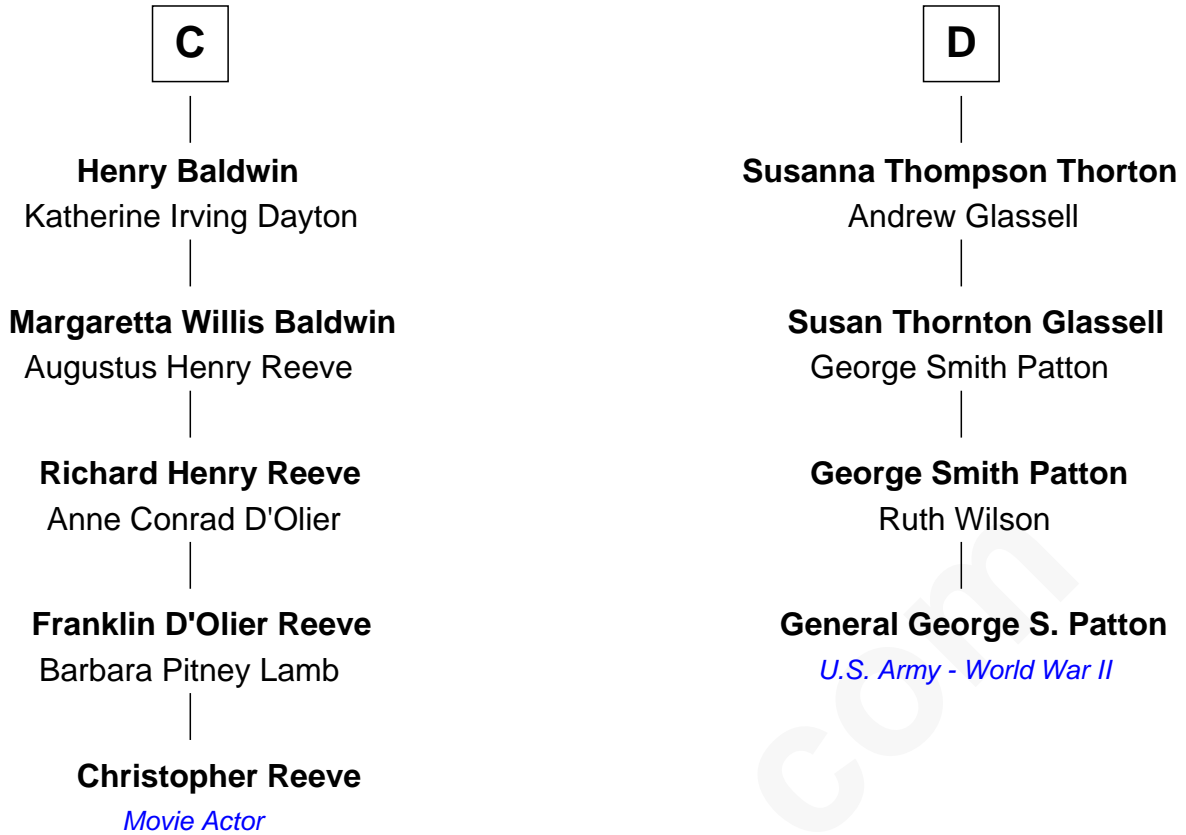 C
Henry Baldwin
Katherine Irving Dayton
Margaretta Willis Baldwin
Augustus Henry Reeve
Richard Henry Reeve
Anne Conrad D'Olier
Franklin D'Olier Reeve
Barbara Pitney Lamb
Christopher Reeve
Movie Actor
D
Susanna Thompson Thorton
Andrew Glassell
Susan Thornton Glassell
George Smith Patton
George Smith Patton
Ruth Wilson
General George S. Patton
U.S. Army - World War II
com